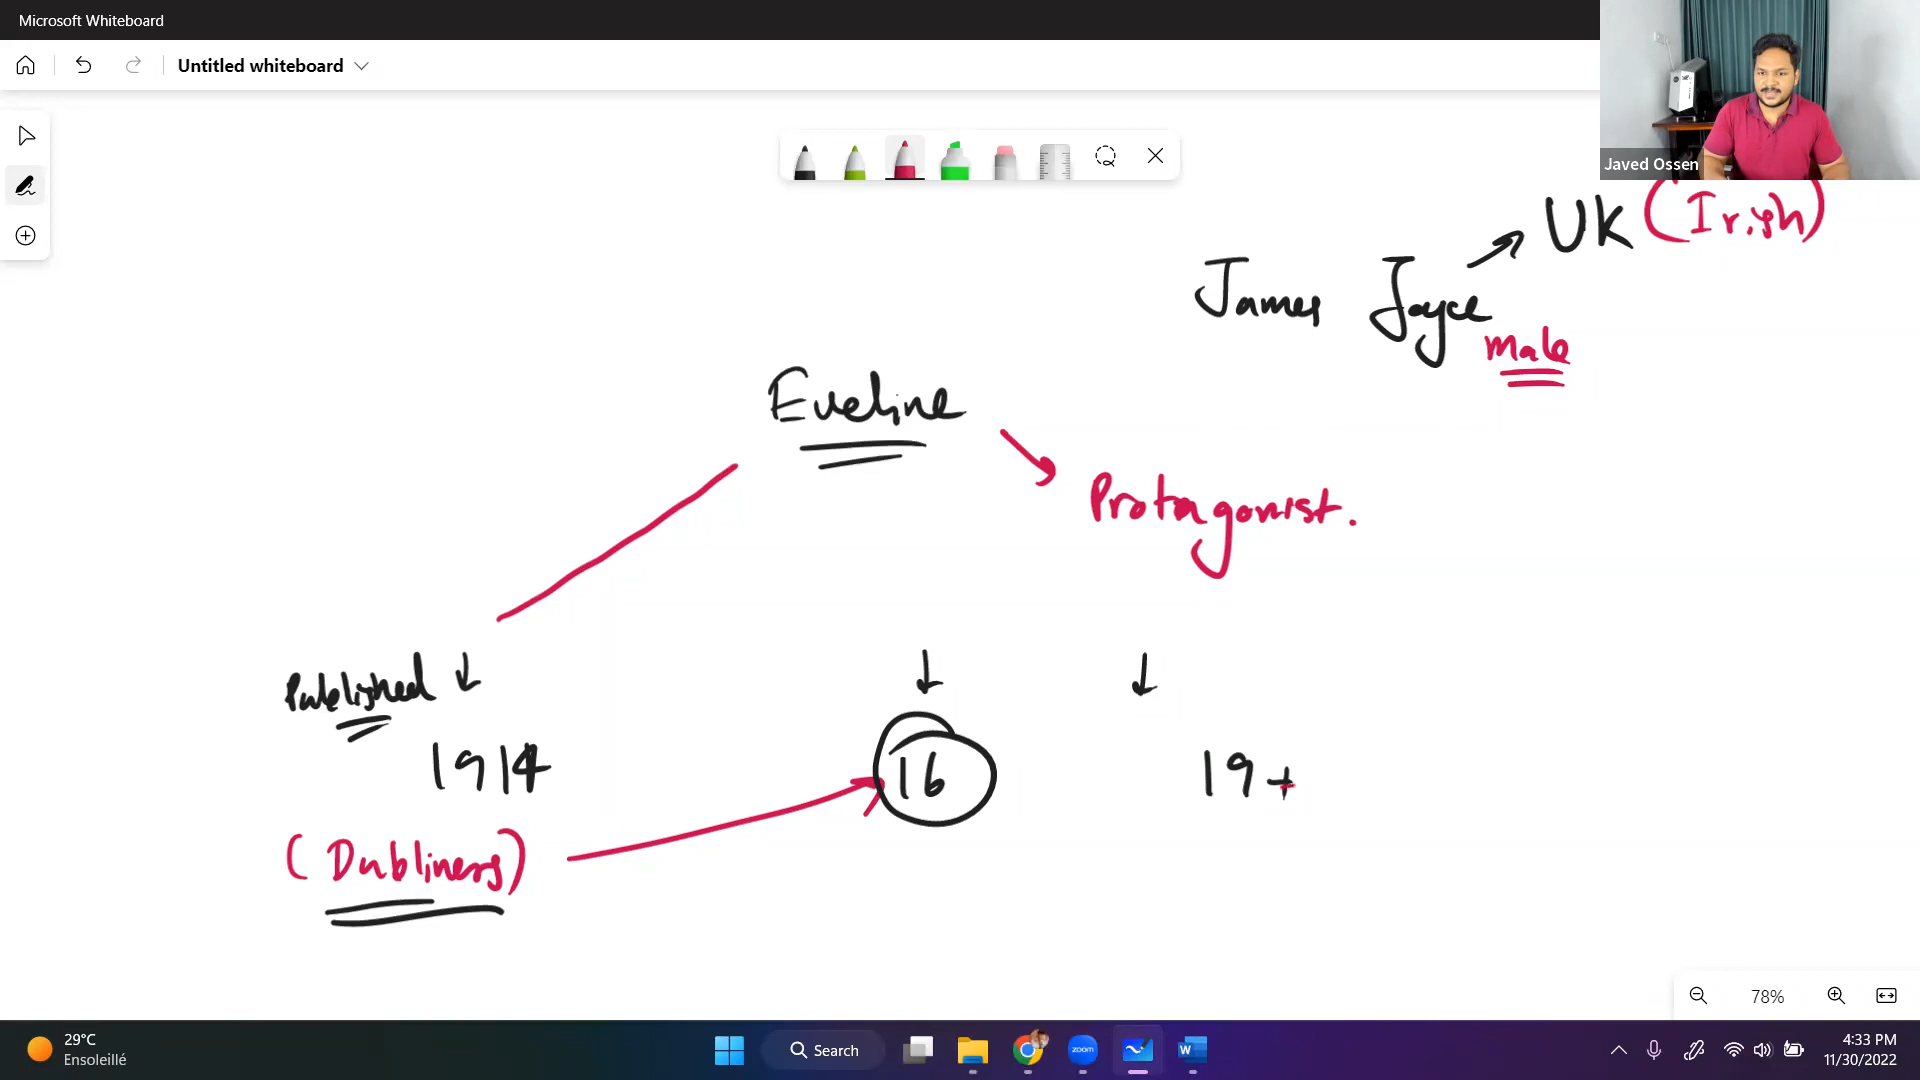 Microsoft Whiteboard
Untitled whiteboard
Javed Ossen
UK (Irish)
James Joyce
male
Eveline
Protagonist.
Published
1914
16
19+
(Dubliners)
78%
29°C
Ensoleillé
Search
zoom
W
4:33 PM
11/30/2022